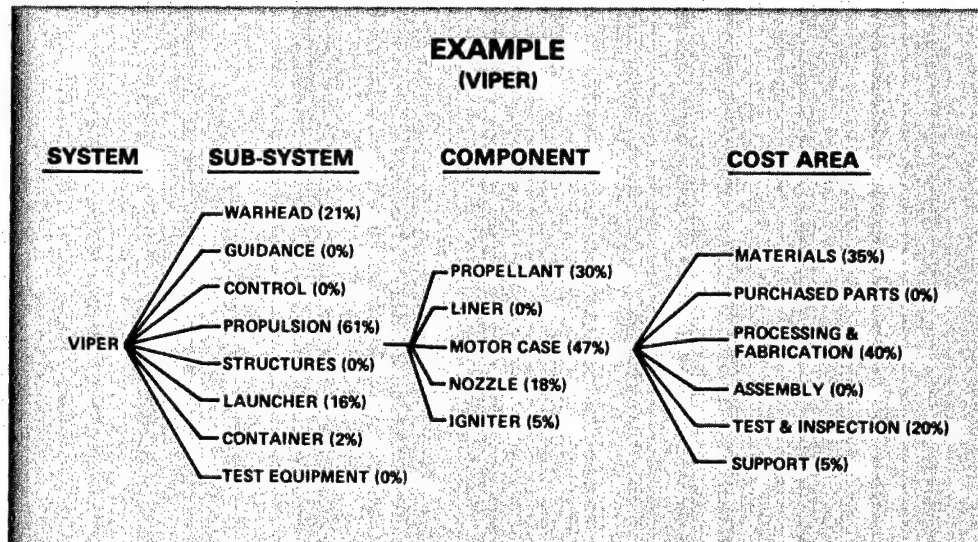 EXAMPLE
(VIPER)
SYSTEM
SUB-SYSTEM
COMPONENT
COST AREA
VIPER
WARHEAD (21%)
GUIDANCE (0%)
CONTROL (0%)
PROPULSION (61%)
STRUCTURES (0%)
LAUNCHER (16%)
CONTAINER (2%)
TEST EQUIPMENT (0%)
PROPELLANT (30%)
LINER (0%)
MOTOR CASE (47%)
NOZZLE (18%)
IGNITER (5%)
MATERIALS (35%)
PURCHASED PARTS (0%)
PROCESSING &
FABRICATION (40%)
ASSEMBLY (0%)
TEST & INSPECTION (20%)
SUPPORT (5%)